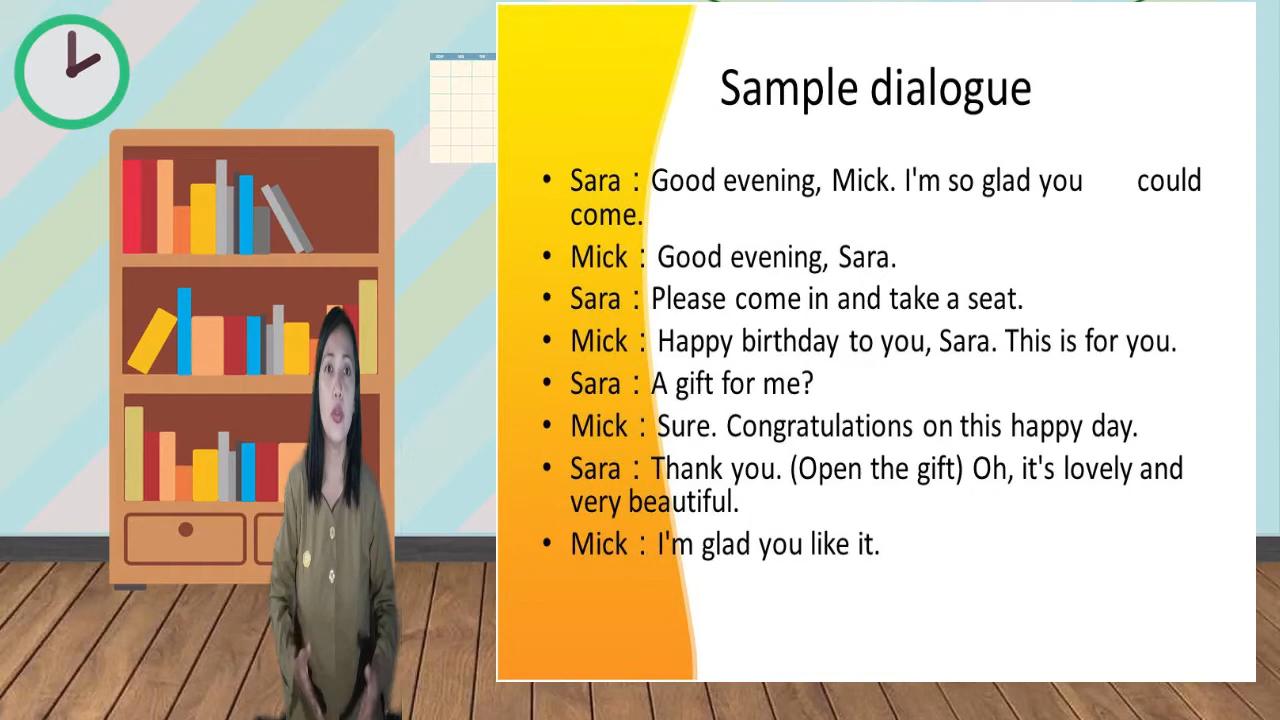 Sample dialogue
• Sara : Good evening, Mick. I'm so glad you could
come.
• Mick : Good evening, Sara.
• Sara : Please come in and take a seat.
• Mick : Happy birthday to you, Sara. This is for you.
• Sara : A gift for me?
• Mick : Sure. Congratulations on this happy day.
• Sara : Thank you. (Open the gift) Oh, it's lovely and
very beautiful.
• Mick : I'm glad you like it.